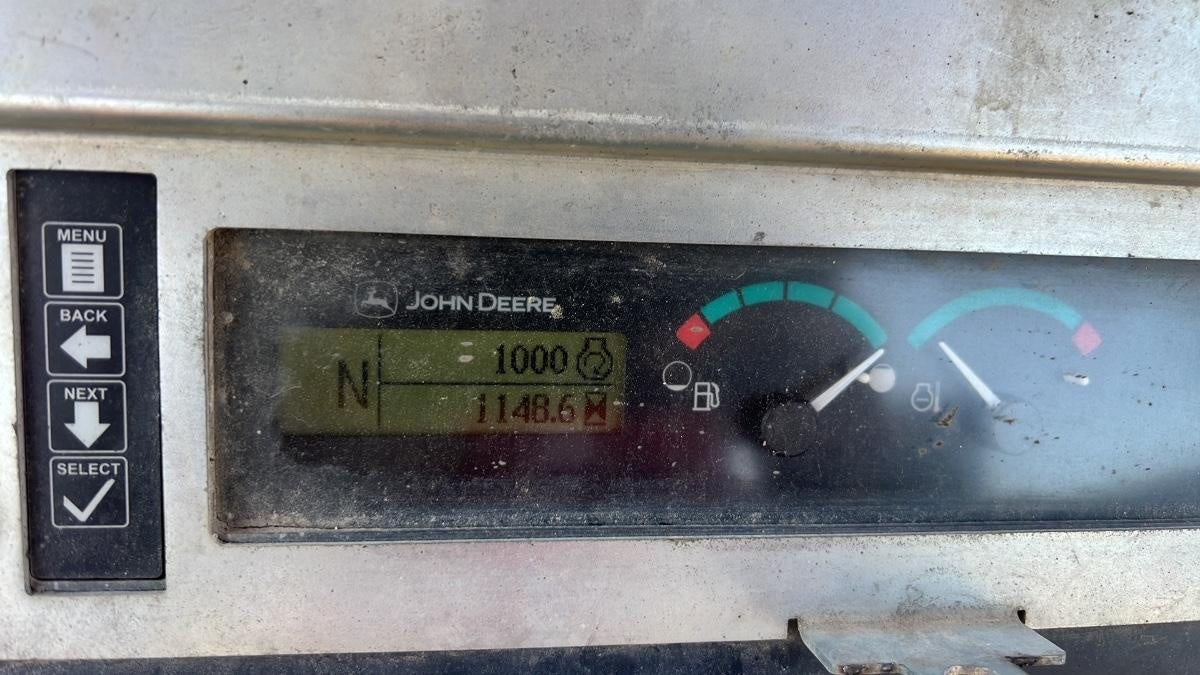 MENU
BACK
NEXT
SELECT
JOHN DEERE
N
1000
1148.6